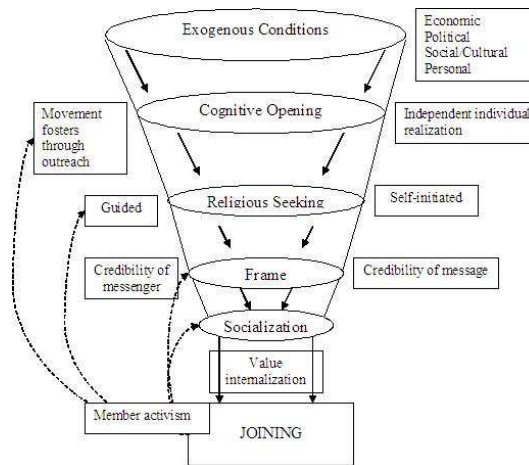 Exogenous Conditions
Economic
Political
Social/Cultural
Personal
Movement
fosters
through
outreach
Cognitive Opening
Independent individual
realization
Guided
Religious Seeking
Self-initiated
Credibility of
messenger
Frame
Credibility of message
Socialization
Value
internalization
Member activism
JOINING